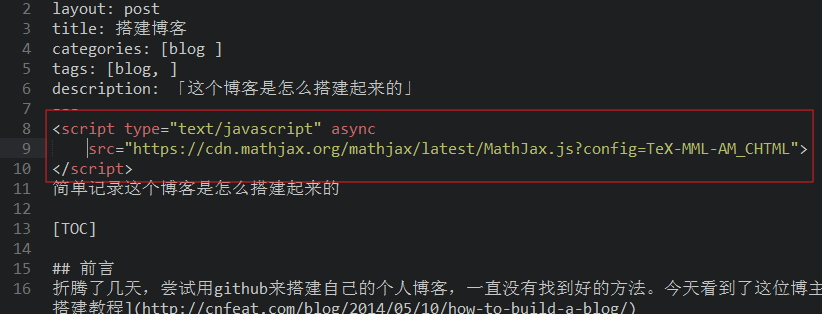 2 layout: post
3 title: 搭建博客
4 categories: [blog ]
5 tags: [blog, ]
6 description: 「这个博客是怎么搭建起来的」
7 ---
8 <script type="text/javascript" async
9 src="https://cdn.mathjax.org/mathjax/latest/MathJax.js?config=TeX-MML-AM_CHTML">
10 </script>
11 简单记录这个博客是怎么搭建起来的
12
13 [TOC]
14
15 ## 前言
16 折腾了几天，尝试用github来搭建自己的个人博客，一直没有找到好的方法。今天看到了这位博主
搭建教程](http://cnfeat.com/blog/2014/05/10/how-to-build-a-blog/)